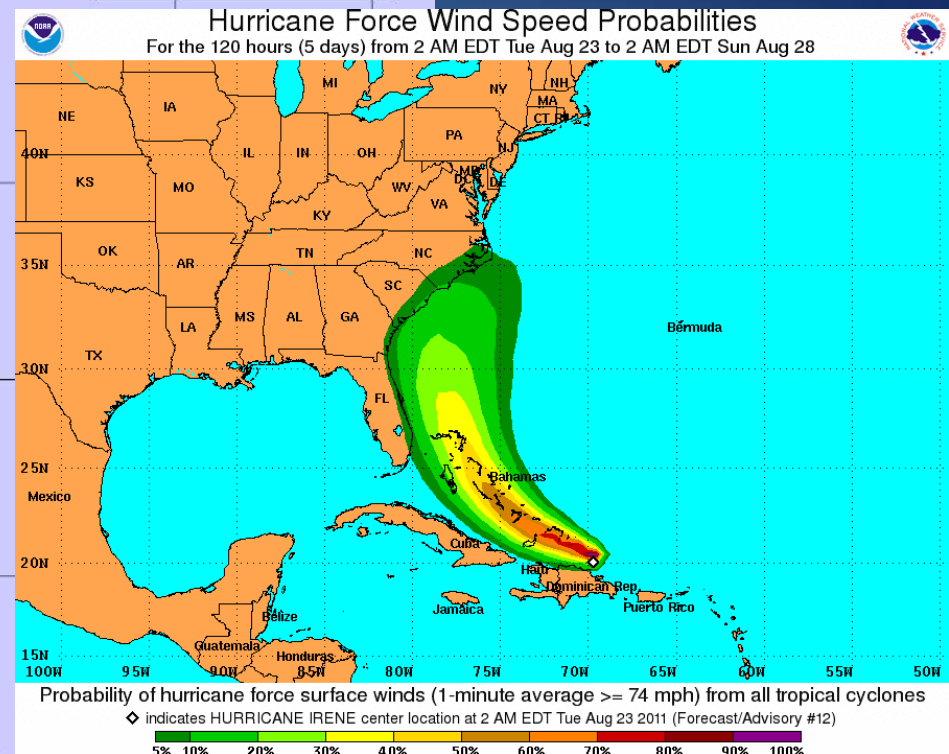 Hurricane Force Wind Speed Probabilities
For the 120 hours (5 days) from 2 AM EDT Tue Aug 23 to 2 AM EDT Sun Aug 28
NOAA
NATIONAL WEATHER SERVICE
MI
NY
NH
MA
CT RI
NE
IA
PA
NJ
40N
IL
IN
OH
MD
DC
DE
KS
MO
WV
VA
KY
OK
TN
NC
AR
35N
SC
MS
AL
GA
LA
Bermuda
TX
30N
FL
25N
Bahamas
Mexico
Cuba
20N
Haiti
Dominican Rep
Jamaica
Puerto Rico
Belize
Guatemala
Honduras
15N
100W 95W 90W 85W 80W 75W 70W 65W 60W 55W 50W
Probability of hurricane force surface winds (1-minute average >= 74 mph) from all tropical cyclones
indicates HURRICANE IRENE center location at 2 AM EDT Tue Aug 23 2011 (Forecast/Advisory #12)
5% 10% 20% 30% 40% 50% 60% 70% 80% 90% 100%